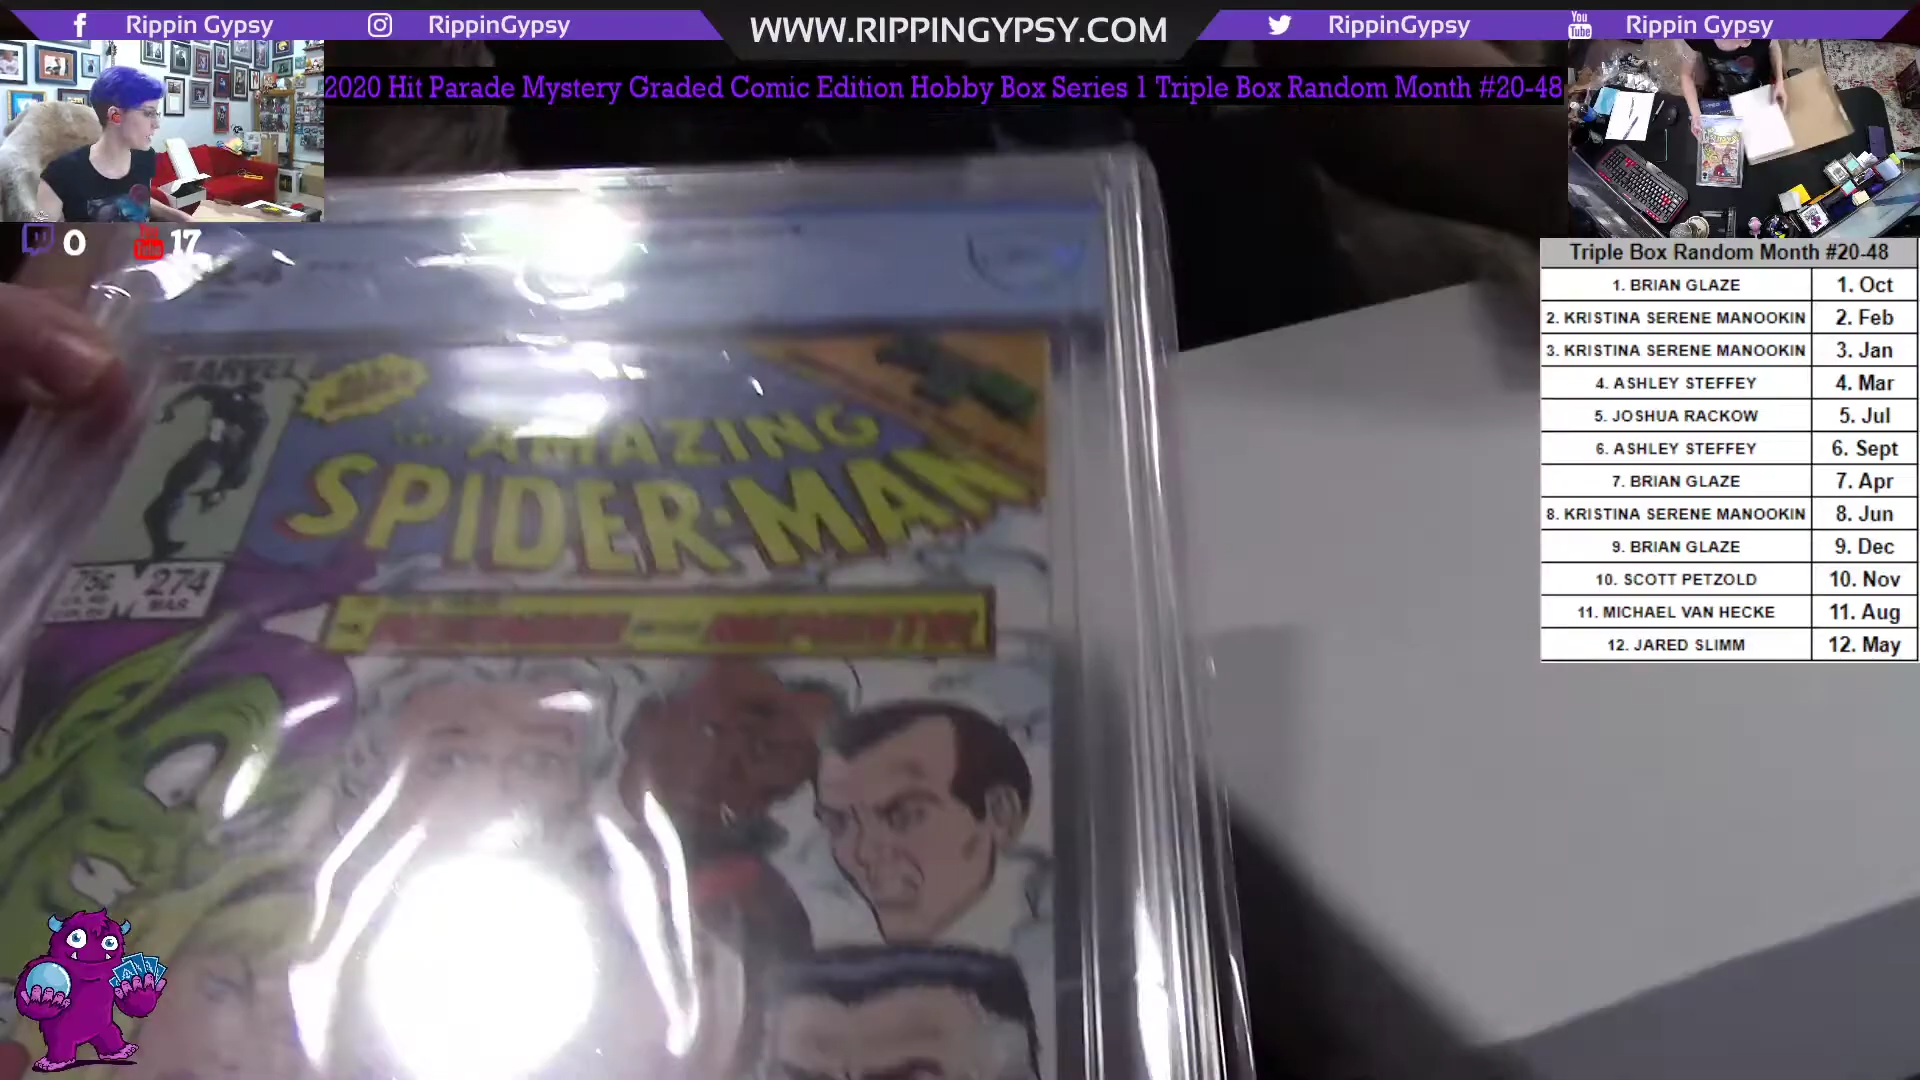 Rippin Gypsy
RippinGypsy
WWW.RIPPINGYPSY.COM
RippinGypsy
You
Tube
Rippin Gypsy
2020 Hit Parade Mystery Graded Comic Edition Hobby Box Series 1 Triple Box Random Month #20-48
0
You
17
Triple Box Random Month #20-48
1. BRIAN GLAZE 1. Oct
2. KRISTINA SERENE MANOOKIN 2. Feb
3. KRISTINA SERENE MANOOKIN 3. Jan
4. ASHLEY STEFFEY 4. Mar
5. JOSHUA RACKOW 5. Jul
6. ASHLEY STEFFEY 6. Sept
7. BRIAN GLAZE 7. Apr
8. KRISTINA SERENE MANOOKIN 8. Jun
9. BRIAN GLAZE 9. Dec
10. SCOTT PETZOLD 10. Nov
11. MICHAEL VAN HECKE 11. Aug
12. JARED SLIMM 12. May
MARVEL
THE AMAZING
SPIDER-MAN
75¢ 274
MAR